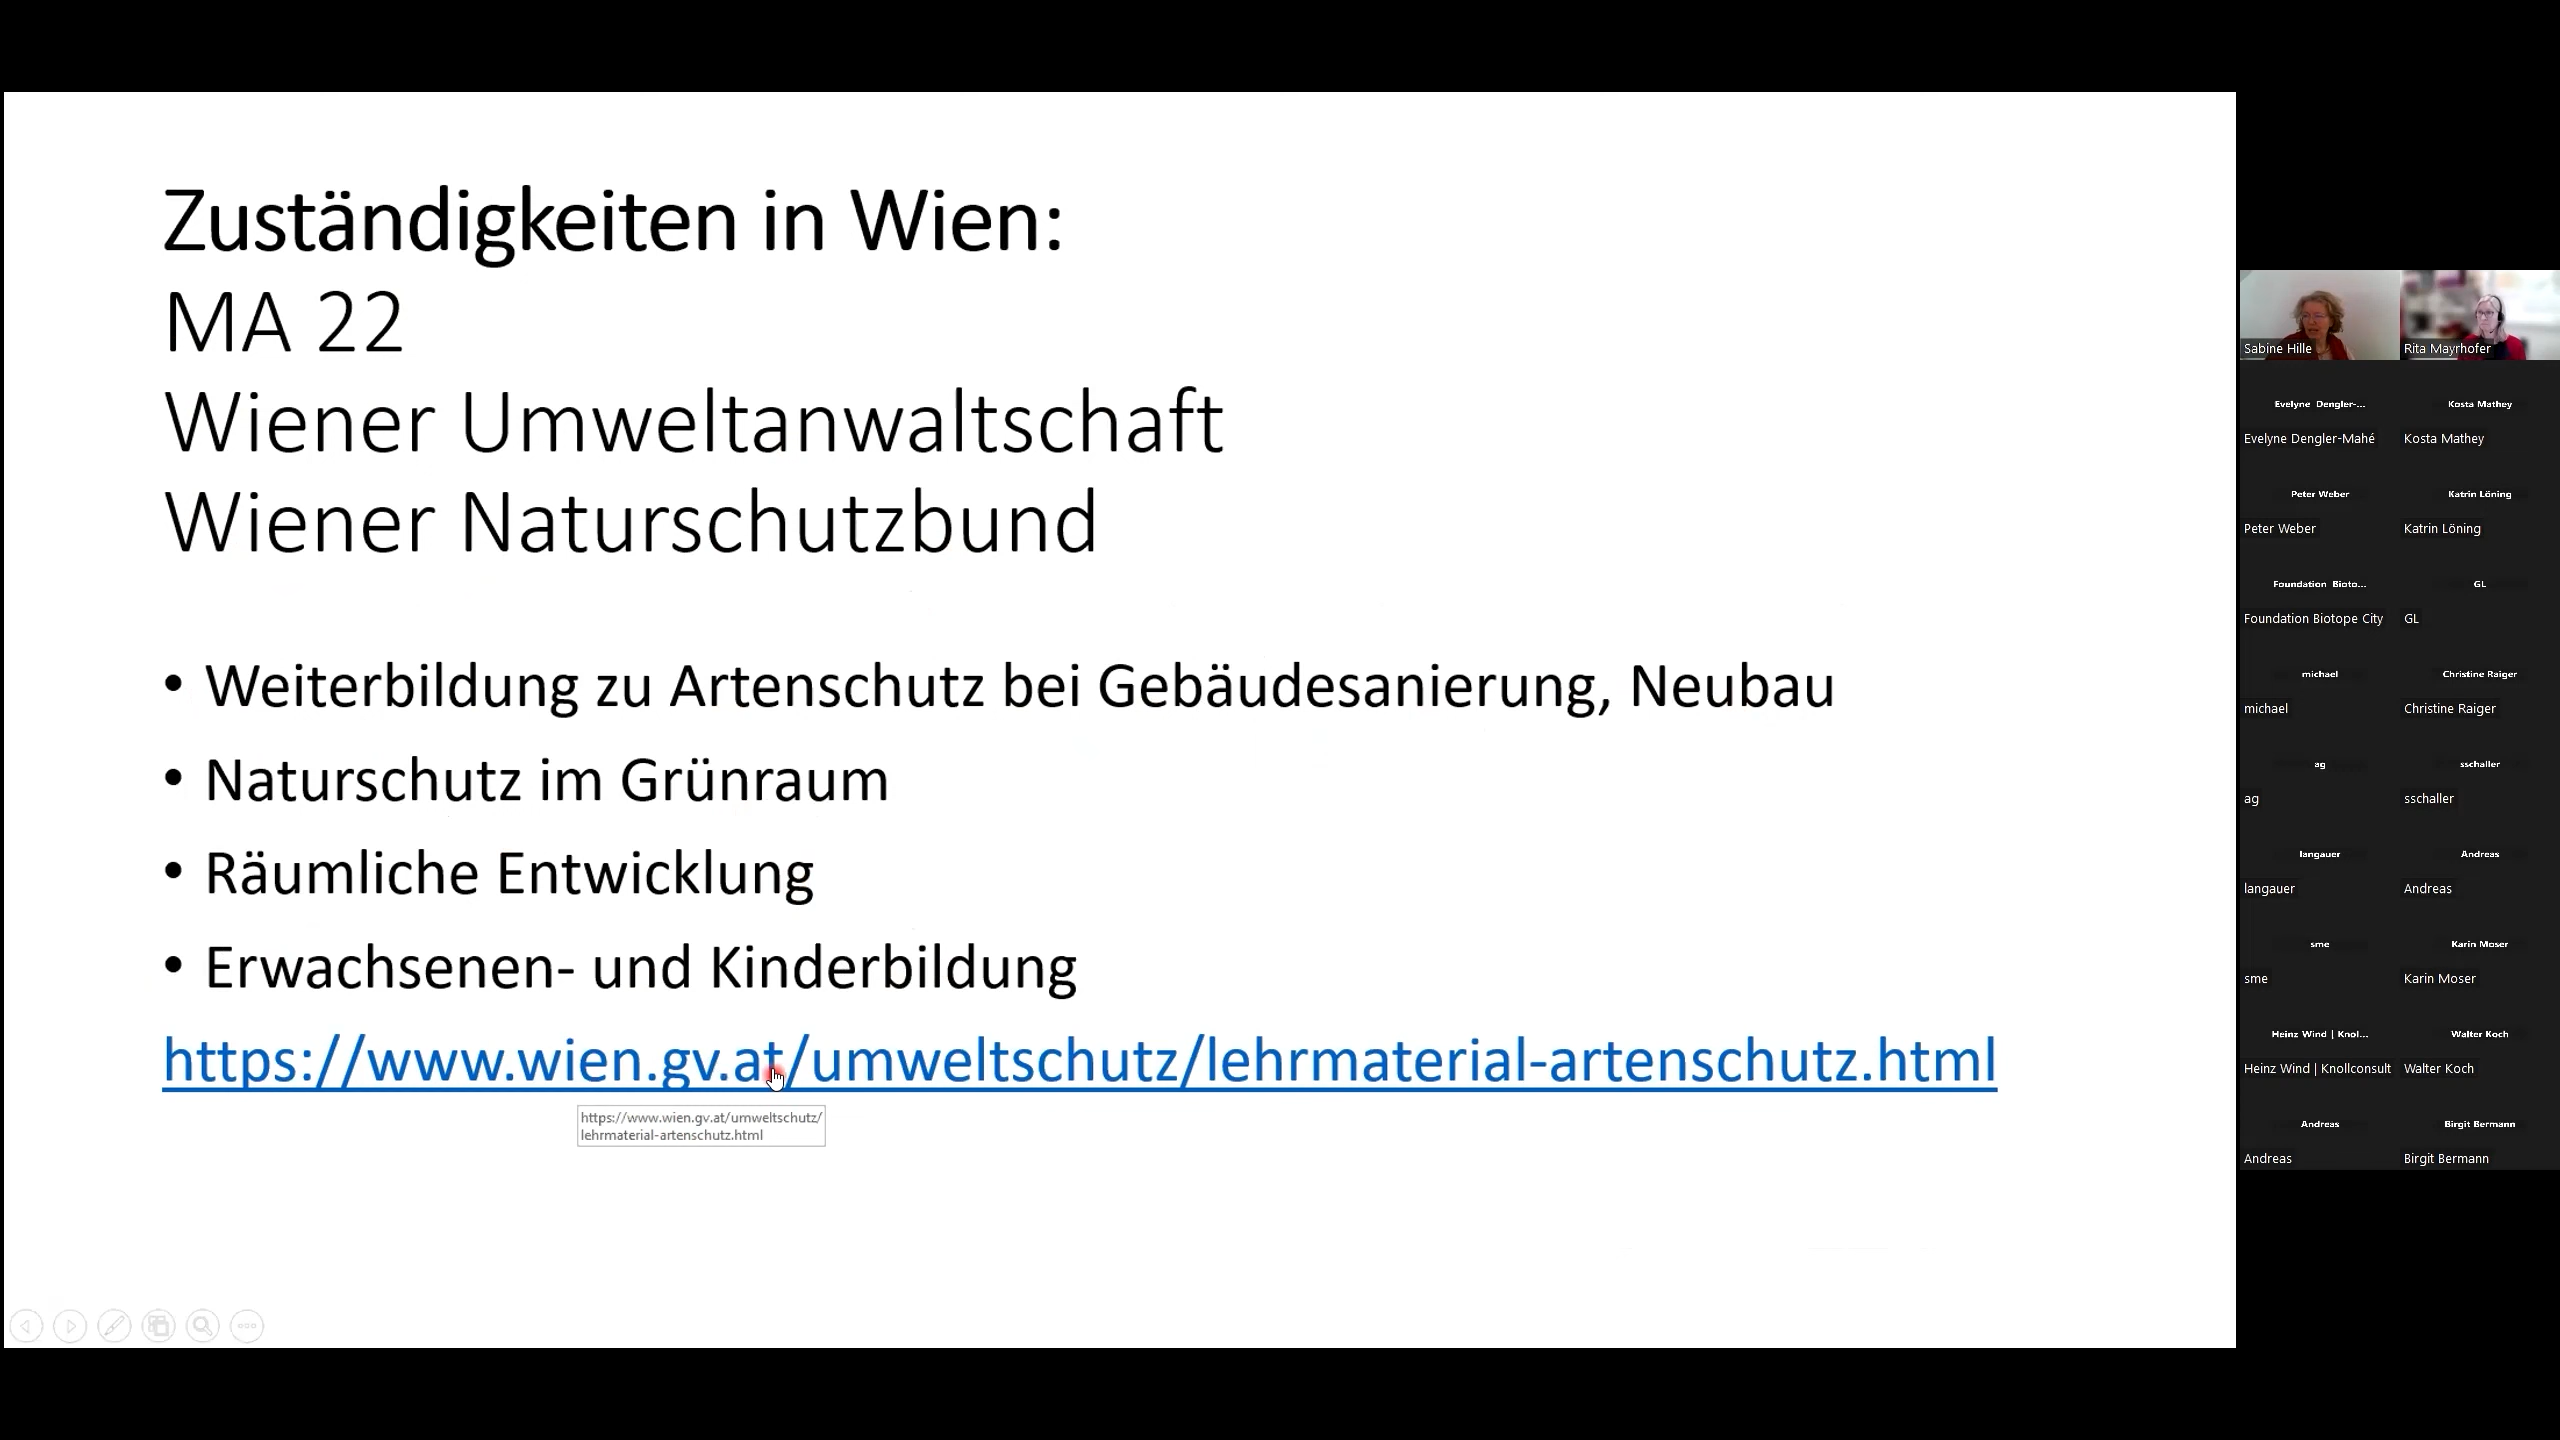 Zuständigkeiten in Wien:
MA 22
Wiener Umweltanwaltschaft
Wiener Naturschutzbund
• Weiterbildung zu Artenschutz bei Gebäudesanierung, Neubau
• Naturschutz im Grünraum
• Räumliche Entwicklung
• Erwachsenen- und Kinderbildung
https://www.wien.gv.at/umweltschutz/lehrmaterial-artenschutz.html
https://www.wien.gv.at/umweltschutz/
lehrmaterial-artenschutz.html
Sabine Hille
Rita Mayrhofer
Evelyne Dengler-...
Kosta Mathey
Evelyne Dengler-Mahé
Kosta Mathey
Peter Weber
Katrin Löning
Peter Weber
Katrin Löning
Foundation Bioto...
GL
Foundation Biotope City
GL
michael
Christine Raiger
michael
Christine Raiger
ag
sschaller
ag
sschaller
langauer
Andreas
langauer
Andreas
sme
Karin Moser
sme
Karin Moser
Heinz Wind | Knol...
Walter Koch
Heinz Wind | Knollconsult
Walter Koch
Andreas
Birgit Bermann
Andreas
Birgit Bermann